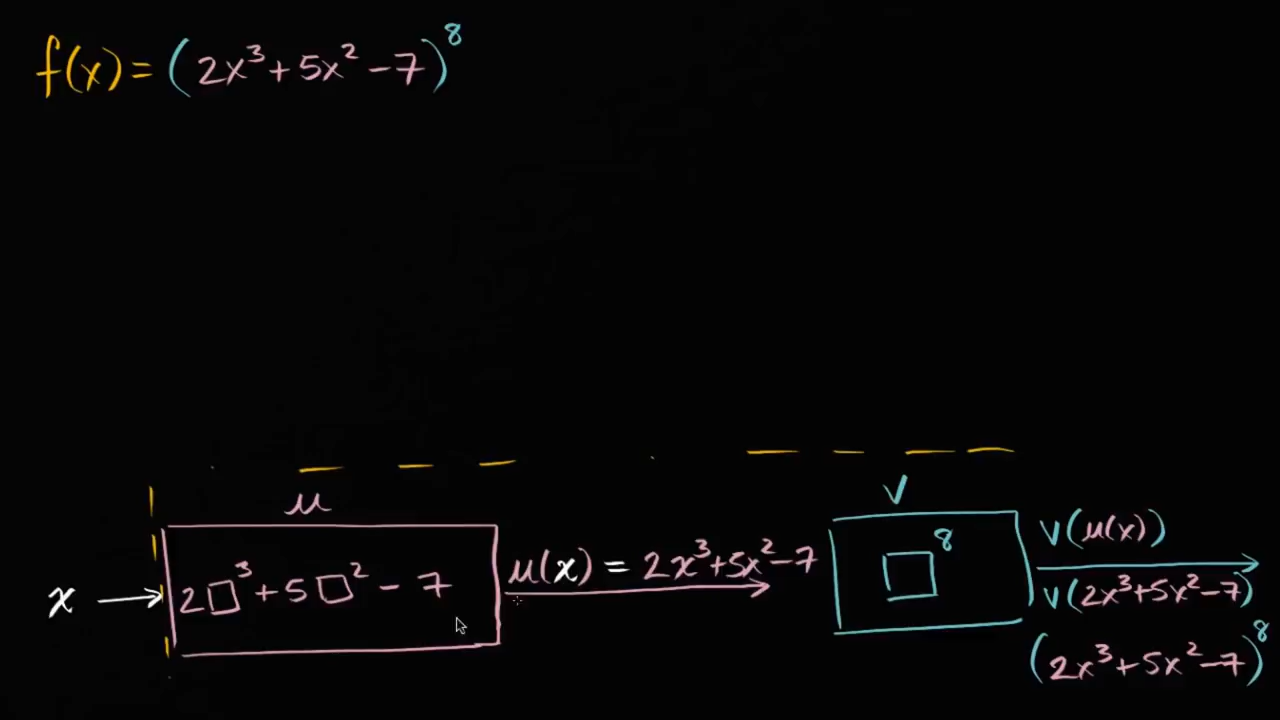 f(x) = (2x³+5x²-7)⁸
μ
V
x → 2□³+5□²-7
μ(x) = 2x³+5x²-7
□⁸
V(μ(x))
V(2x³+5x²-7)
(2x³+5x²-7)⁸